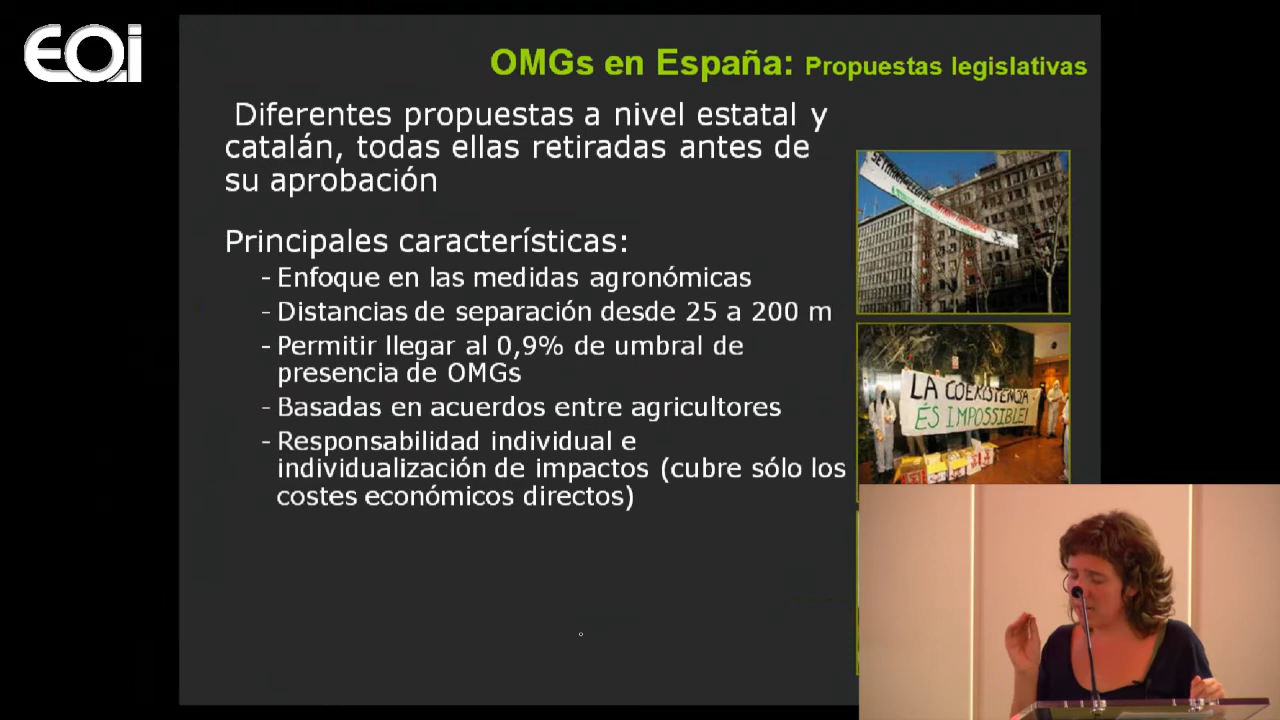 EOi
OMGs en España: Propuestas legislativas
Diferentes propuestas a nivel estatal y
catalán, todas ellas retiradas antes de
su aprobación
Principales características:
- Enfoque en las medidas agronómicas
- Distancias de separación desde 25 a 200 m
- Permitir llegar al 0,9% de umbral de
presencia de OMGs
- Basadas en acuerdos entre agricultores
- Responsabilidad individual e
individualización de impactos (cubre sólo los
costes económicos directos)
LA COEXISTENCIA
ÉS IMPOSSIBLE!